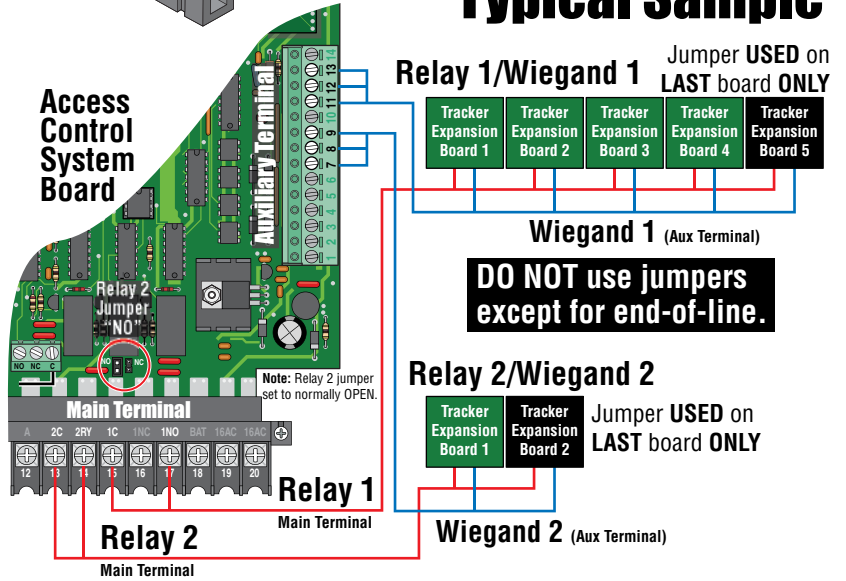 Typical Sample
Access
Control
System
Board
Auxiliary Terminal
14
13
12
11
10
9
8
7
6
5
4
3
2
1
Relay 1/Wiegand 1
Jumper USED on
LAST board ONLY
Tracker
Expansion
Board 1
Tracker
Expansion
Board 2
Tracker
Expansion
Board 3
Tracker
Expansion
Board 4
Tracker
Expansion
Board 5
Wiegand 1 (Aux Terminal)
DO NOT use jumpers
except for end-of-line.
Relay 2
Jumper
"NO"
NO NC
NO NC C
Note: Relay 2 jumper
set to normally OPEN.
Main Terminal
A 2C 2RY 1C 1NC 1NO BAT 16AC 16AC
12 13 14 15 16 17 18 19 20
Relay 2/Wiegand 2
Tracker
Expansion
Board 1
Tracker
Expansion
Board 2
Jumper USED on
LAST board ONLY
Relay 1
Main Terminal
Wiegand 2 (Aux Terminal)
Relay 2
Main Terminal